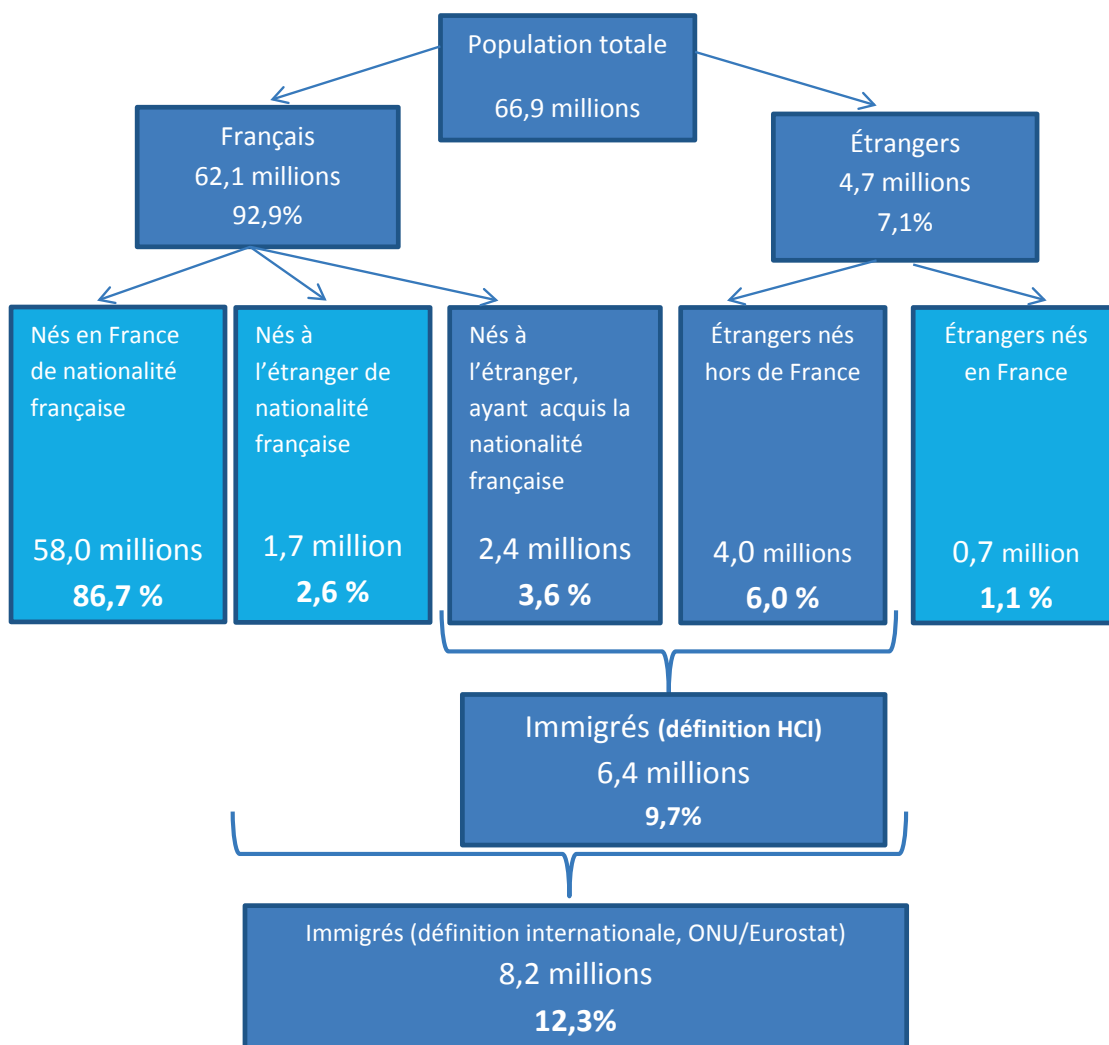 Population totale
66,9 millions
Français
62,1 millions
92,9%
Étrangers
4,7 millions
7,1%
Nés en France
de nationalité
française
58,0 millions
86,7 %
Nés à
l’étranger de
nationalité
française
1,7 million
2,6 %
Nés à
l’étranger,
ayant acquis la
nationalité
française
2,4 millions
3,6 %
Étrangers nés
hors de France
4,0 millions
6,0 %
Étrangers nés
en France
0,7 million
1,1 %
Immigrés (définition HCI)
6,4 millions
9,7%
Immigrés (définition internationale, ONU/Eurostat)
8,2 millions
12,3%